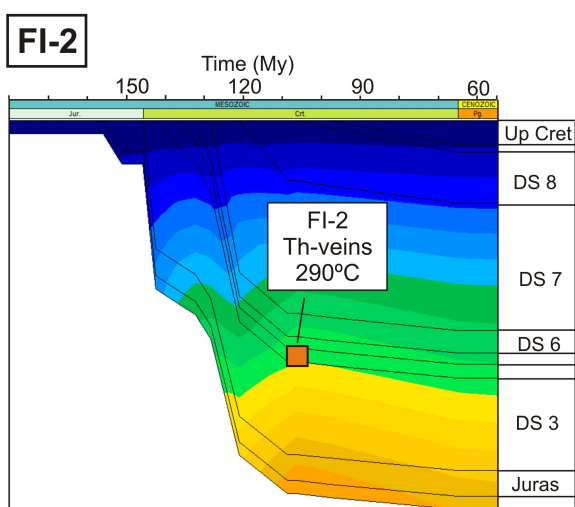 FI-2
Time (My)
150 120 90 60
MESOZOIC CENOZOIC
Jur. Crt. Pg.
Up Cret
DS 8
FI-2
Th-veins
290ºC
DS 7
DS 6
DS 3
Juras